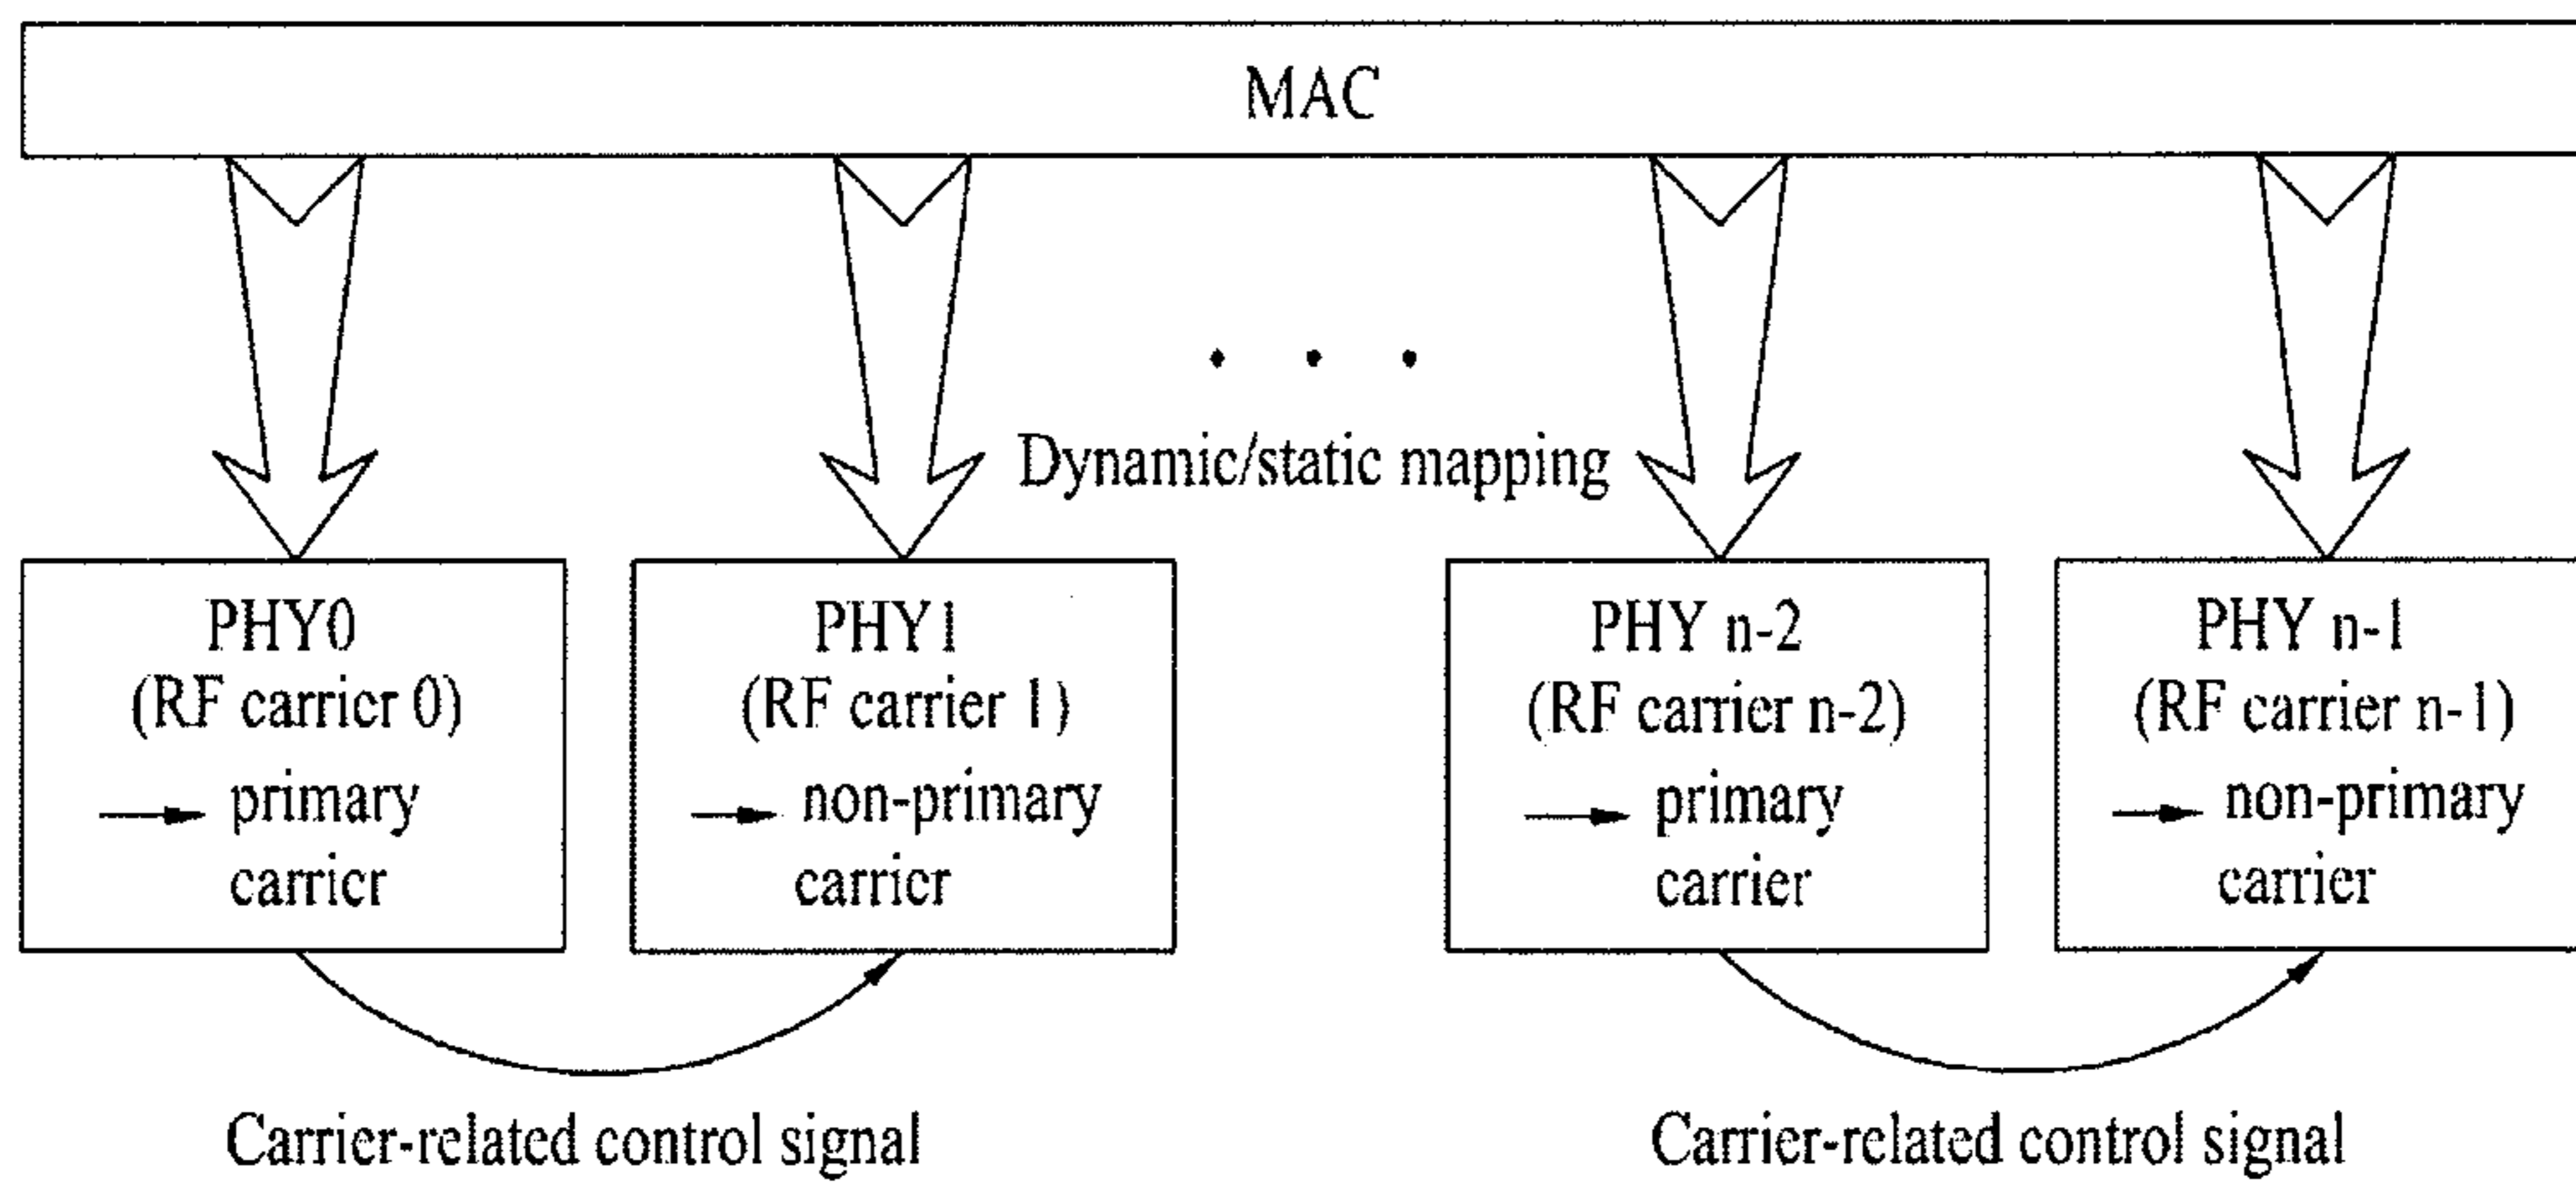 MAC
• • •
Dynamic/static mapping
PHY0
(RF carrier 0)
→ primary
carrier
PHY1
(RF carrier 1)
→ non-primary
carrier
PHY n-2
(RF carrier n-2)
→ primary
carrier
PHY n-1
(RF carrier n-1)
→ non-primary
carrier
Carrier-related control signal
Carrier-related control signal